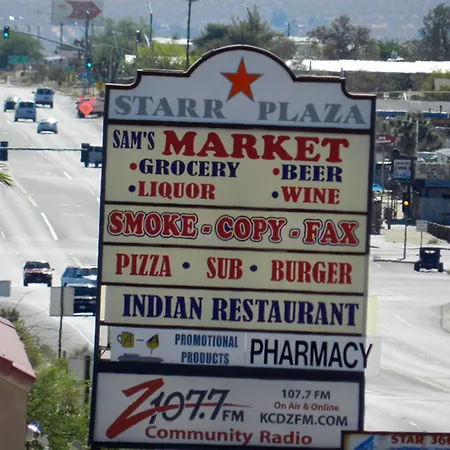 STARR PLAZA
SAM'S MARKET
•GROCERY •BEER
•LIQUOR •WINE
SMOKE - COPY - FAX
PIZZA • SUB • BURGER
INDIAN RESTAURANT
PROMOTIONAL
PRODUCTS
PHARMACY
Z107.7 FM
Community Radio
107.7 FM
On Air & Online
KCDZFM.COM
STAR 360